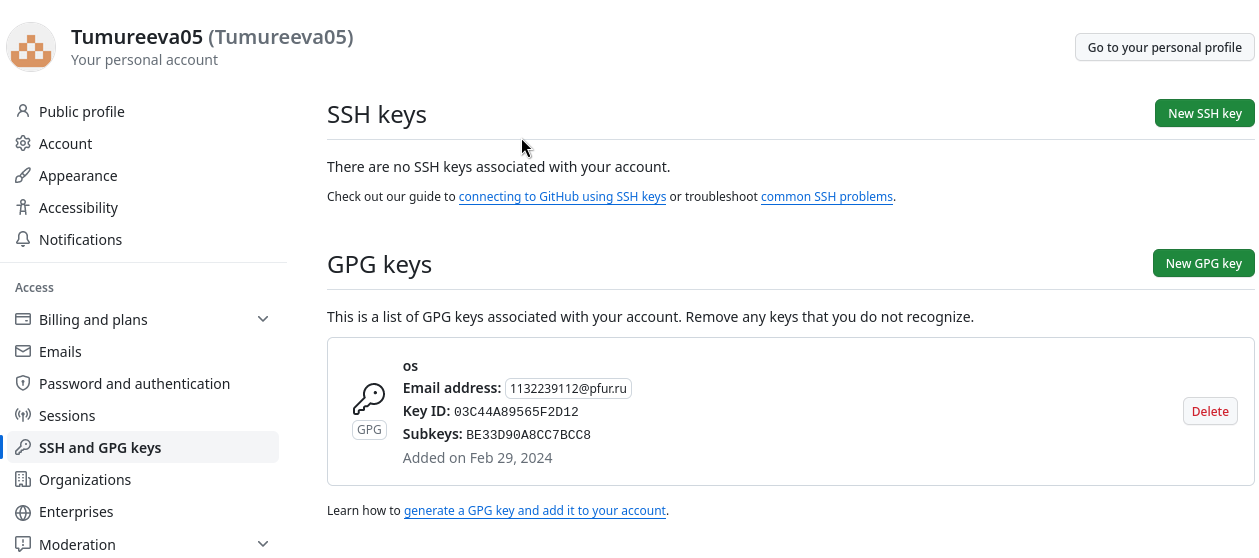 Tumureeva05 (Tumureeva05)
Your personal account
Go to your personal profile
Public profile
Account
Appearance
Accessibility
Notifications
Access
Billing and plans
Emails
Password and authentication
Sessions
SSH and GPG keys
Organizations
Enterprises
Moderation
SSH keys
New SSH key
There are no SSH keys associated with your account.
Check out our guide to connecting to GitHub using SSH keys or troubleshoot common SSH problems.
GPG keys
New GPG key
This is a list of GPG keys associated with your account. Remove any keys that you do not recognize.
GPG
os
Email address: 1132239112@pfur.ru
Key ID: 03C44A89565F2D12
Subkeys: BE33D90A8CC7BCC8
Added on Feb 29, 2024
Delete
Learn how to generate a GPG key and add it to your account.